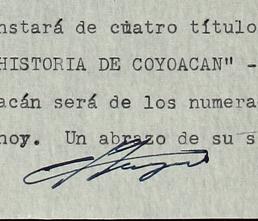 nstará de cuatro título
HISTORIA DE COYOACAN" -
acán será de los numera
hoy. Un abrazo de su s